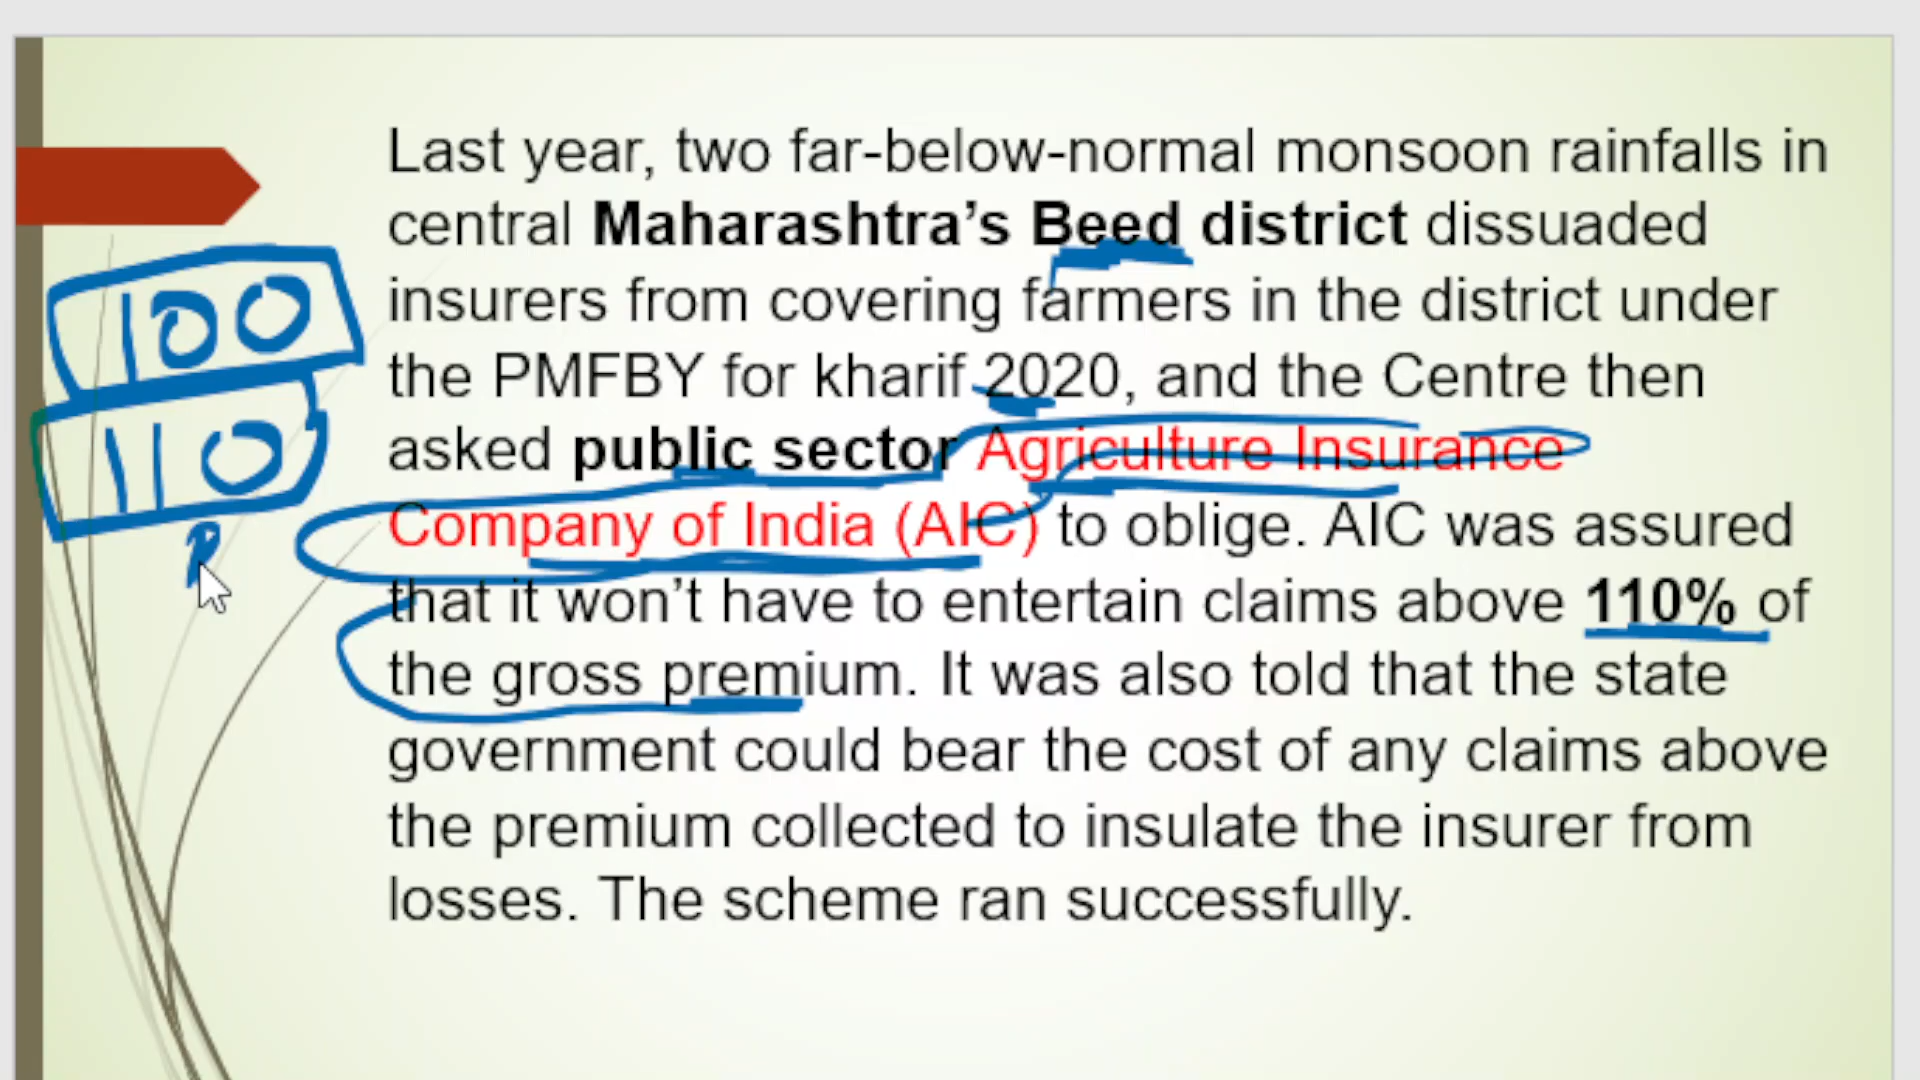 Last year, two far-below-normal monsoon rainfalls in
central Maharashtra’s Beed district dissuaded
insurers from covering farmers in the district under
the PMFBY for kharif 2020, and the Centre then
asked public sector Agriculture Insurance
Company of India (AIC) to oblige. AIC was assured
that it won’t have to entertain claims above 110% of
the gross premium. It was also told that the state
government could bear the cost of any claims above
the premium collected to insulate the insurer from
losses. The scheme ran successfully.
100
110
P